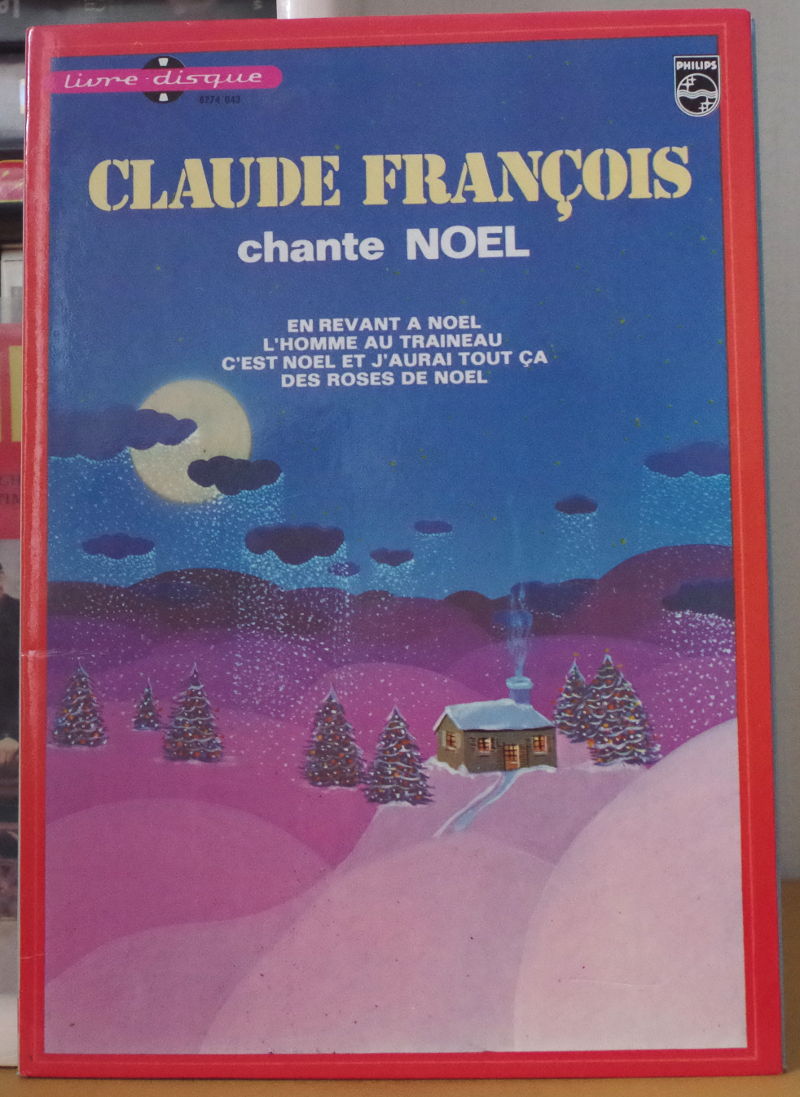 livre-disque
6274 043
PHILIPS
CLAUDE FRANÇOIS
chante NOEL
EN REVANT A NOEL
L'HOMME AU TRAINEAU
C'EST NOEL ET J'AURAI TOUT ÇA
DES ROSES DE NOEL